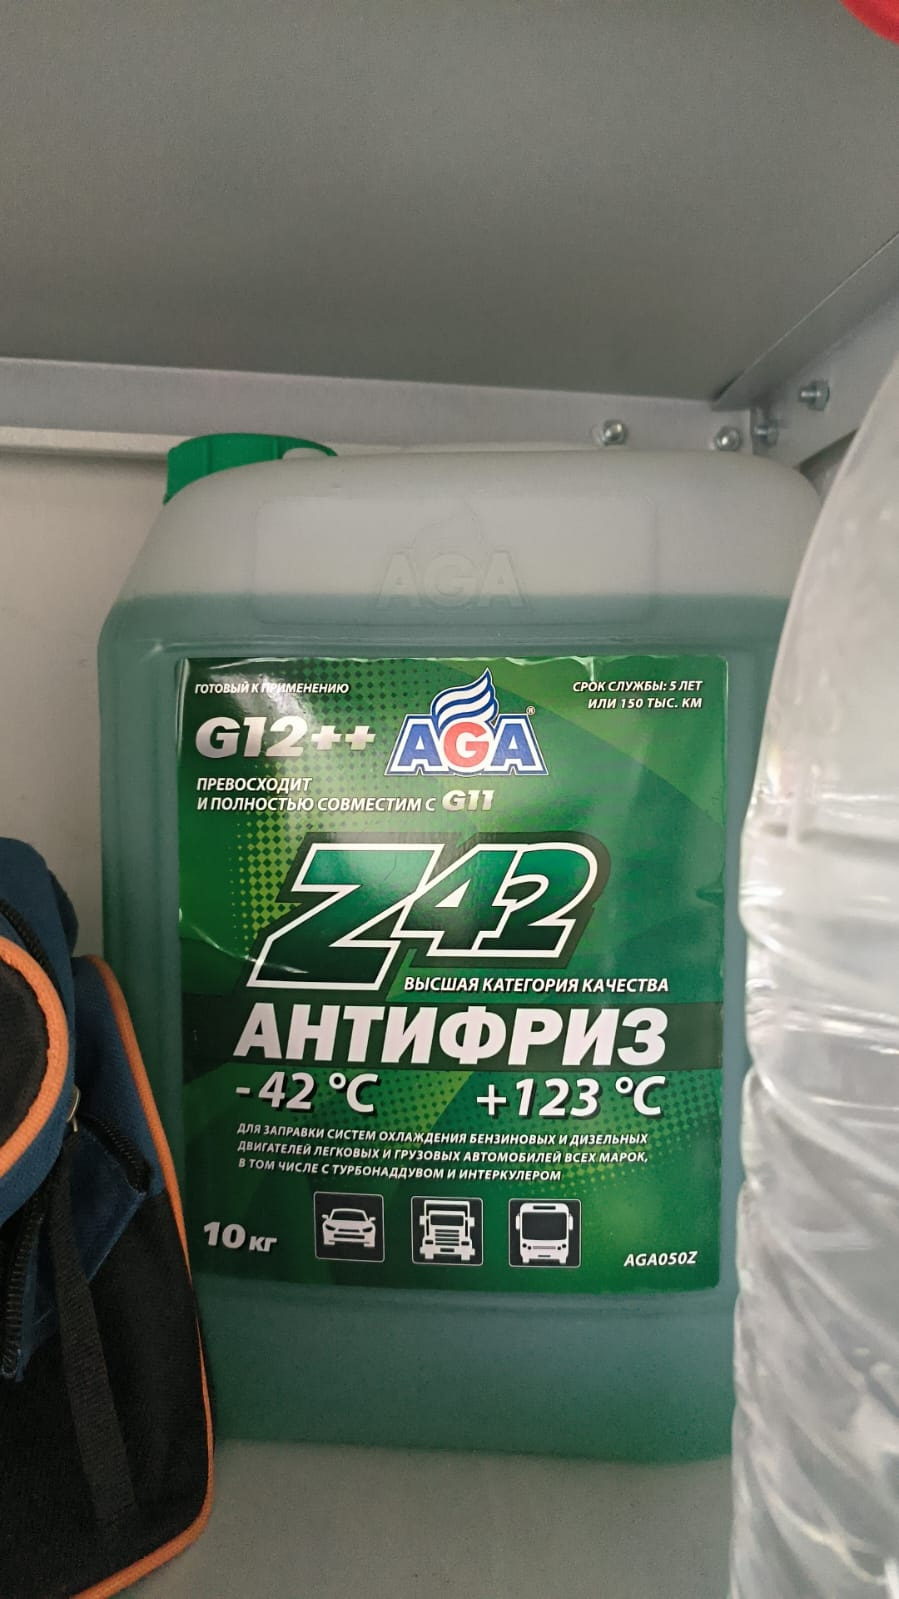 AGA
ГОТОВЫЙ К ПРИМЕНЕНИЮ
G12++
ПРЕВОСХОДИТ
И ПОЛНОСТЬЮ СОВМЕСТИМ С G11
AGA®
СРОК СЛУЖБЫ: 5 ЛЕТ
ИЛИ 150 ТЫС. КМ
Z42
ВЫСШАЯ КАТЕГОРИЯ КАЧЕСТВА
АНТИФРИЗ
-42 °C +123 °C
ДЛЯ ЗАПРАВКИ СИСТЕМ ОХЛАЖДЕНИЯ БЕНЗИНОВЫХ И ДИЗЕЛЬНЫХ
ДВИГАТЕЛЕЙ ЛЕГКОВЫХ И ГРУЗОВЫХ АВТОМОБИЛЕЙ ВСЕХ МАРОК,
В ТОМ ЧИСЛЕ С ТУРБОНАДДУВОМ И ИНТЕРКУЛЕРОМ
10 КГ
AGA050Z